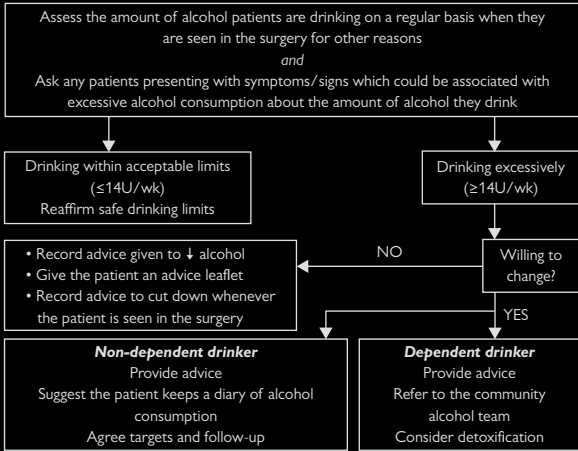 Assess the amount of alcohol patients are drinking on a regular basis when they
are seen in the surgery for other reasons
and
Ask any patients presenting with symptoms/signs which could be associated with
excessive alcohol consumption about the amount of alcohol they drink
Drinking within acceptable limits
(≤14U/wk)
Reaffirm safe drinking limits
Drinking excessively
(≥14U/wk)
• Record advice given to ↓ alcohol
• Give the patient an advice leaflet
• Record advice to cut down whenever
the patient is seen in the surgery
NO
Willing to
change?
YES
Non-dependent drinker
Provide advice
Suggest the patient keeps a diary of alcohol
consumption
Agree targets and follow-up
Dependent drinker
Provide advice
Refer to the community
alcohol team
Consider detoxification